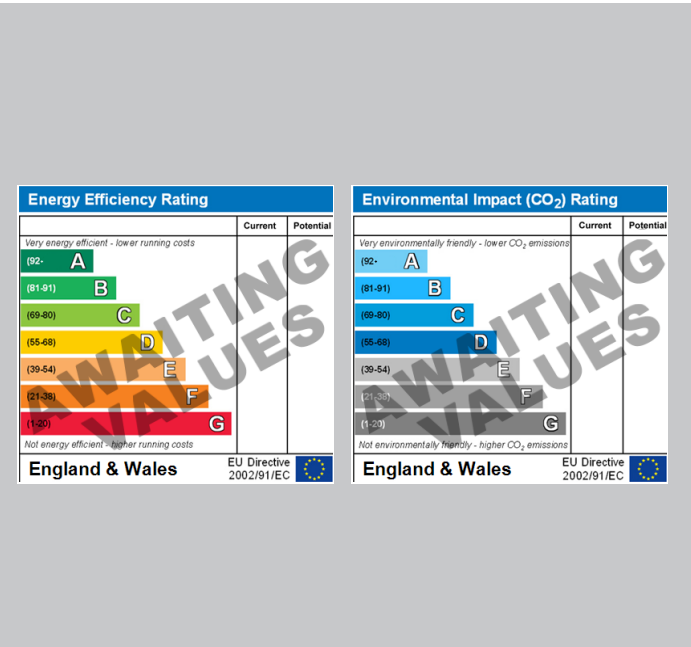 Energy Efficiency Rating
Current Potential
Very energy efficient - lower running costs
(92- A
(81-91) B
(69-80) C
(55-68) D
(39-54) E
(21-38) F
(1-20) G
Not energy efficient - higher running costs
England & Wales
EU Directive
2002/91/EC
AWAITING
VALUES
Environmental Impact (CO2) Rating
Current Potential
Very environmentally friendly - lower CO2 emissions
(92- A
(81-91) B
(69-80) C
(55-68) D
(39-54) E
(21-38) F
(1-20) G
Not environmentally friendly - higher CO2 emissions
England & Wales
EU Directive
2002/91/EC
AWAITING
VALUES